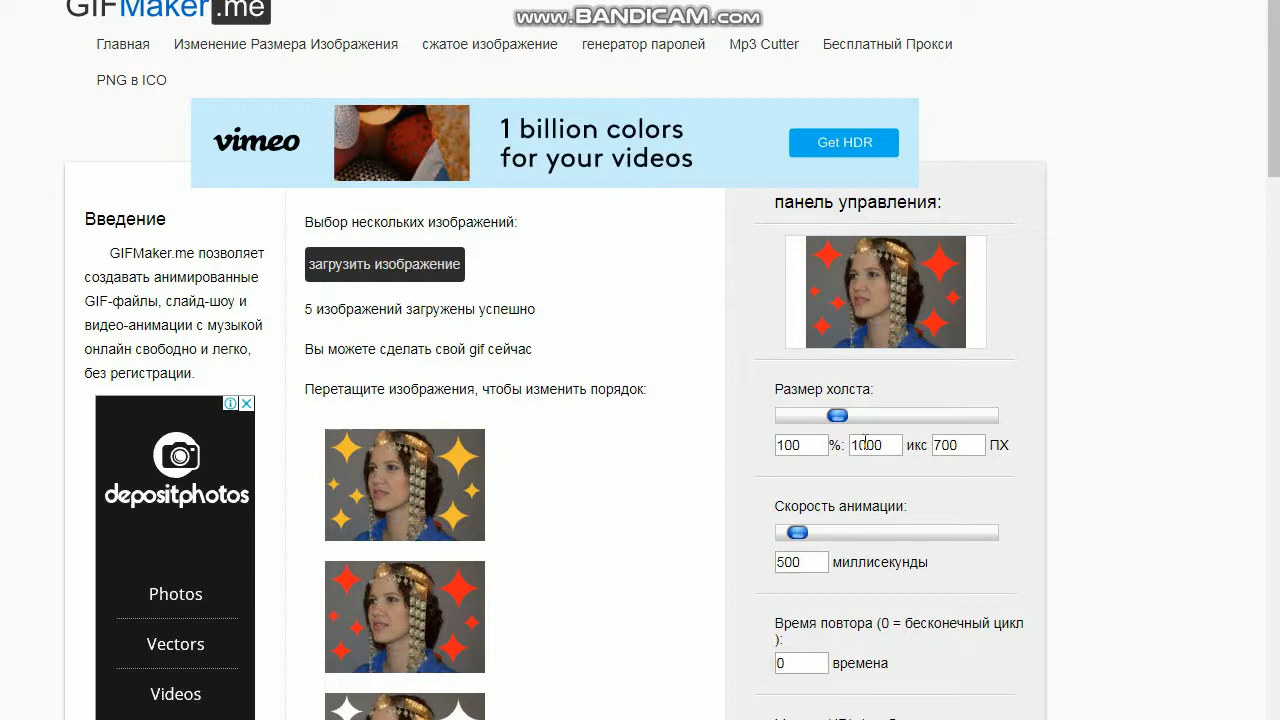 GIFMaker.me
www.BANDICAM.com
Главная Изменение Размера Изображения сжатое изображение генератор паролей Mp3 Cutter Бесплатный Прокси
PNG в ICO
vimeo
1 billion colors
for your videos
Get HDR
Введение
GIFMaker.me позволяет
создавать анимированные
GIF-файлы, слайд-шоу и
видео-анимации с музыкой
онлайн свободно и легко,
без регистрации.
depositphotos
Photos
Vectors
Videos
Выбор нескольких изображений:
загрузить изображение
5 изображений загружены успешно
Вы можете сделать свой gif сейчас
Перетащите изображения, чтобы изменить порядок:
панель управления:
Размер холста:
100 %: 1000 икс 700 ПХ
Скорость анимации:
500 миллисекунды
Время повтора (0 = бесконечный цикл
):
0 времена